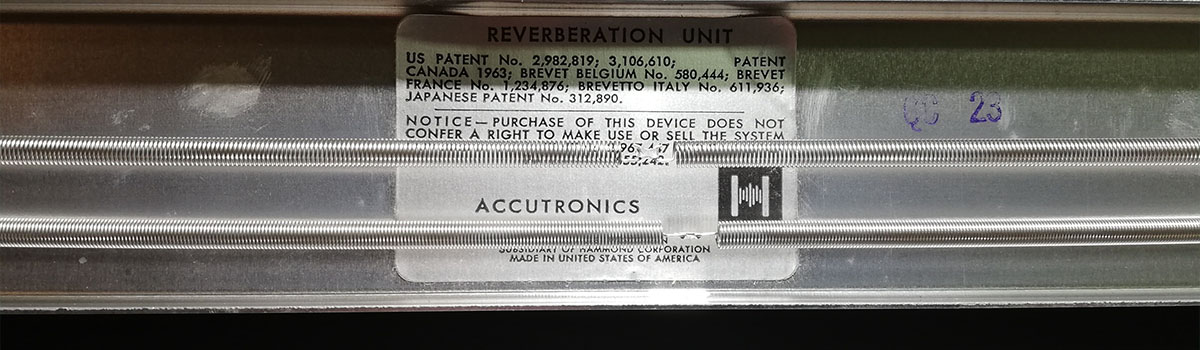 REVERBERATION UNIT
US PATENT No. 2,982,819; 3,106,610; PATENT
CANADA 1963; BREVET BELGIUM No. 580,444; BREVET
FRANCE No. 1,234,876; BREVETTO ITALY No. 611,936;
JAPANESE PATENT No. 312,890.
NOTICE—PURCHASE OF THIS DEVICE DOES NOT
CONFER A RIGHT TO MAKE USE OR SELL THE SYSTEM
QC 23
ACCUTRONICS
SUBSIDIARY OF HAMMOND CORPORATION
MADE IN UNITED STATES OF AMERICA